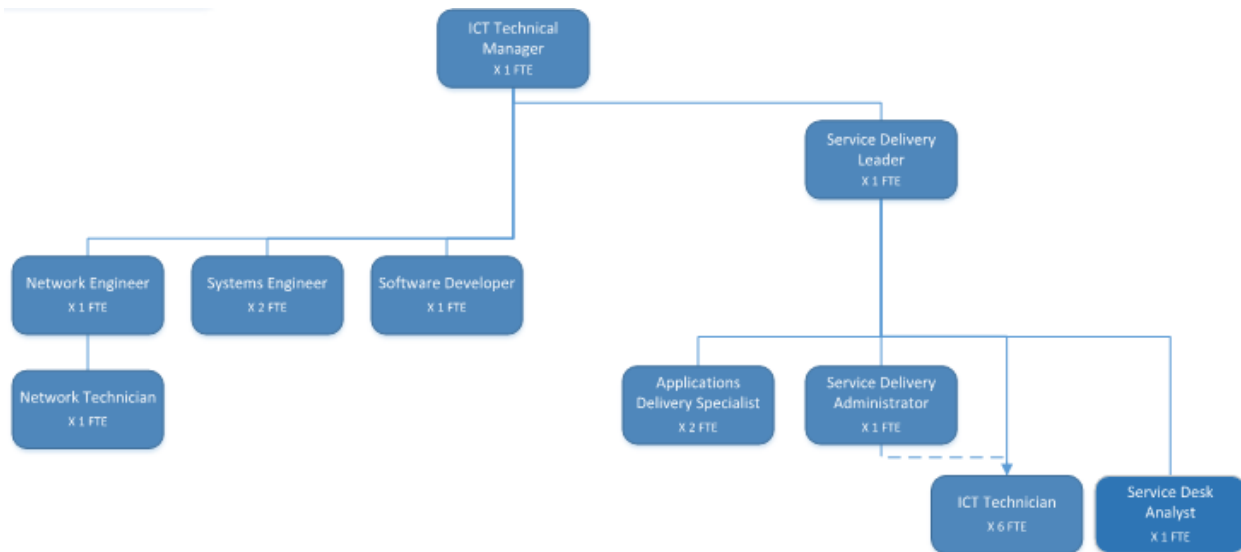 ICT Technical
Manager
X 1 FTE
Service Delivery
Leader
X 1 FTE
Network Engineer
X 1 FTE
Systems Engineer
X 2 FTE
Software Developer
X 1 FTE
Network Technician
X 1 FTE
Applications
Delivery Specialist
X 2 FTE
Service Delivery
Administrator
X 1 FTE
ICT Technician
X 6 FTE
Service Desk
Analyst
X 1 FTE